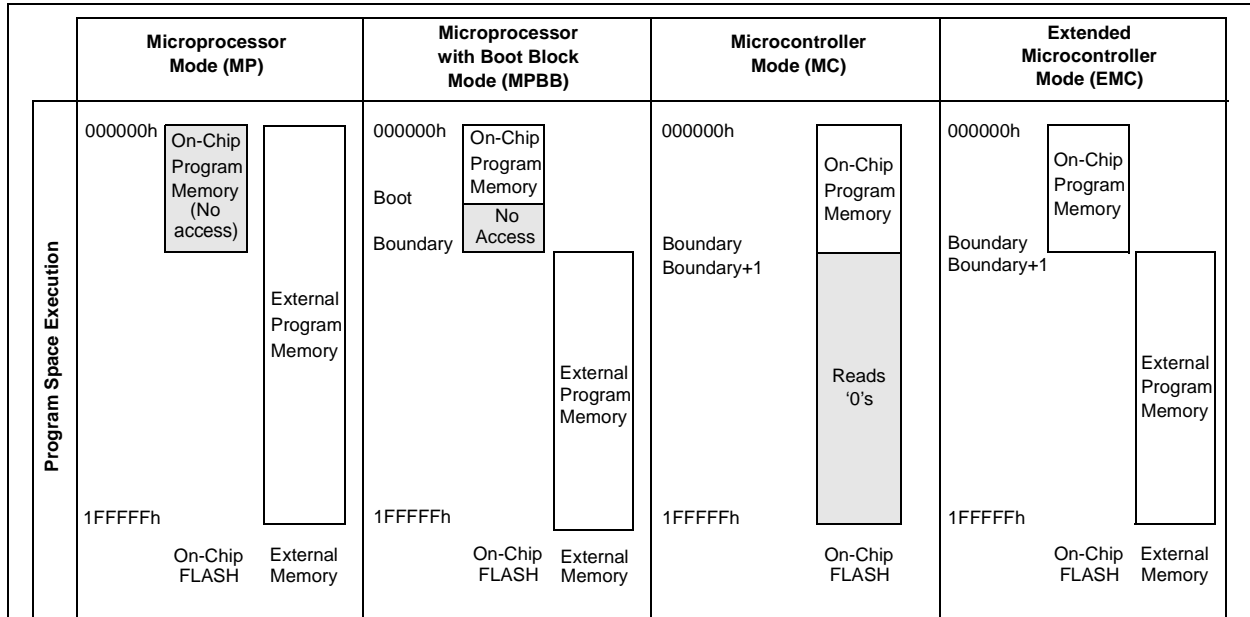 Microprocessor
Mode (MP)
Microprocessor
with Boot Block
Mode (MPBB)
Microcontroller
Mode (MC)
Extended
Microcontroller
Mode (EMC)
Program Space Execution
000000h
On-Chip
Program
Memory
(No
access)
External
Program
Memory
1FFFFFh
On-Chip
FLASH
External
Memory
000000h
On-Chip
Program
Memory
Boot
No
Access
Boundary
External
Program
Memory
1FFFFFh
On-Chip
FLASH
External
Memory
000000h
On-Chip
Program
Memory
Boundary
Boundary+1
Reads
‘0’s
1FFFFFh
On-Chip
FLASH
000000h
On-Chip
Program
Memory
Boundary
Boundary+1
External
Program
Memory
1FFFFFh
On-Chip
FLASH
External
Memory